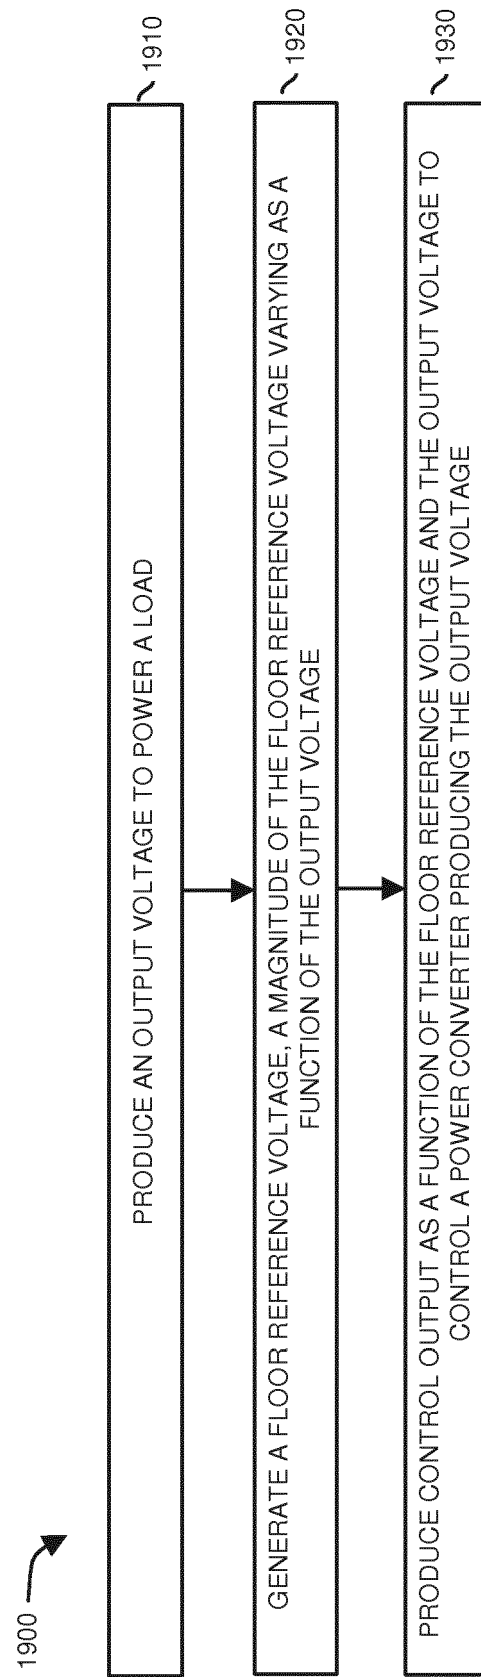 1900
PRODUCE AN OUTPUT VOLTAGE TO POWER A LOAD
1910
GENERATE A FLOOR REFERENCE VOLTAGE, A MAGNITUDE OF THE FLOOR REFERENCE VOLTAGE VARYING AS A
FUNCTION OF THE OUTPUT VOLTAGE
1920
PRODUCE CONTROL OUTPUT AS A FUNCTION OF THE FLOOR REFERENCE VOLTAGE AND THE OUTPUT VOLTAGE TO
CONTROL A POWER CONVERTER PRODUCING THE OUTPUT VOLTAGE
1930